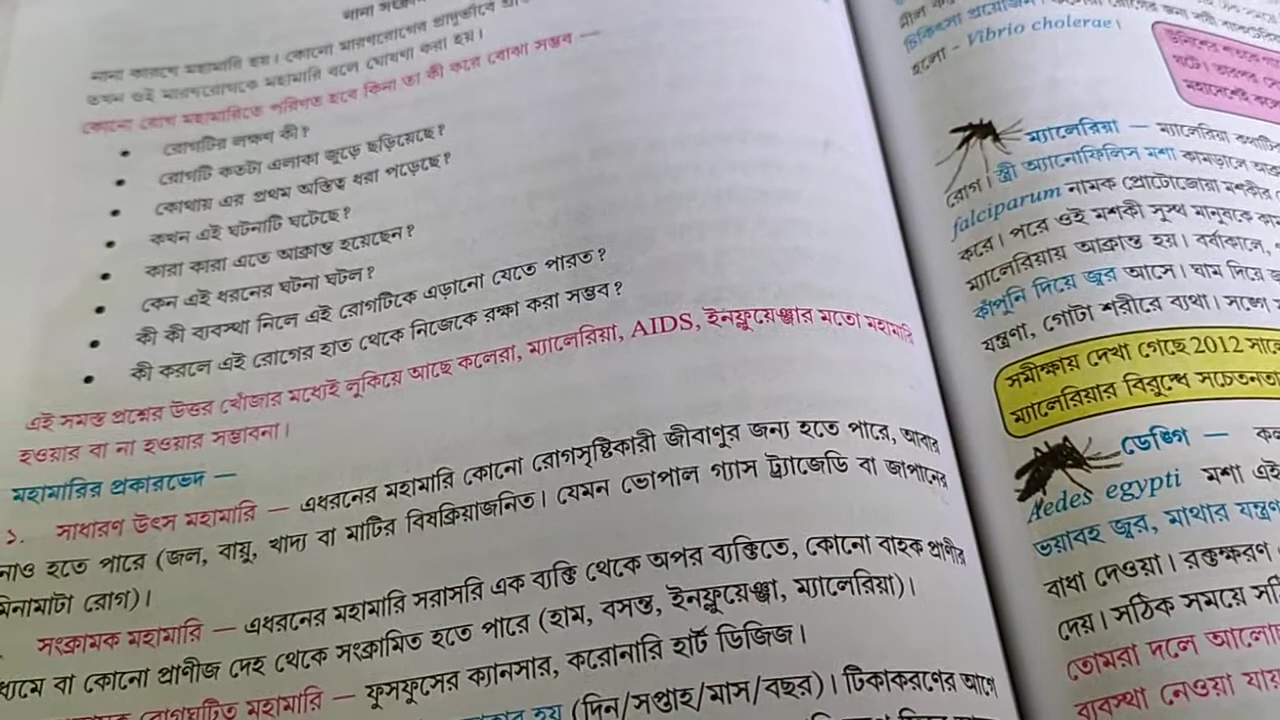 নানা কারণে মহামারি হয়। কোনো মারণরোগের প্রাদুর্ভাবে
তখন ওই মারণরোগকে মহামারি বলে ঘোষণা করা হয়।
কোনো রোগ মহামারিতে পরিণত হবে কিনা তা কী করে বোঝা সম্ভব —
• রোগটির লক্ষণ কী?
• রোগটি কতটা এলাকা জুড়ে ছড়িয়েছে?
• কোথায় এর প্রথম অস্তিত্ব ধরা পড়েছে?
• কখন এই ঘটনাটি ঘটেছে?
• কারা কারা এতে আক্রান্ত হয়েছেন?
• কেন এই ধরনের ঘটনা ঘটল?
• কী কী ব্যবস্থা নিলে এই রোগটিকে এড়ানো যেতে পারত?
• কী করলে এই রোগের হাত থেকে নিজেকে রক্ষা করা সম্ভব?
এই সমস্ত প্রশ্নের উত্তর খোঁজার মধ্যেই লুকিয়ে আছে কলেরা, ম্যালেরিয়া, AIDS, ইনফ্লুয়েঞ্জার মতো মহামারি
হওয়ার বা না হওয়ার সম্ভাবনা।
মহামারির প্রকারভেদ —
১. সাধারণ উৎস মহামারি — এধরনের মহামারি কোনো রোগসৃষ্টিকারী জীবাণুর জন্য হতে পারে, আবার
নাও হতে পারে (জল, বায়ু, খাদ্য বা মাটির বিষক্রিয়াজনিত। যেমন ভোপাল গ্যাস ট্র্যাজেডি বা জাপানের
মিনামাটা রোগ)।
সংক্রামক মহামারি — এধরনের মহামারি সরাসরি এক ব্যক্তি থেকে অপর ব্যক্তিতে, কোনো বাহক প্রাণীর
ধ্যমে বা কোনো প্রাণীজ দেহ থেকে সংক্রামিত হতে পারে (হাম, বসন্ত, ইনফ্লুয়েঞ্জা, ম্যালেরিয়া)।
রোগঘটিত মহামারি — ফুসফুসের ক্যানসার, করোনারি হার্ট ডিজিজ।
হয় (দিন/সপ্তাহ/মাস/বছর)। টিকাকরণের আগে
চিকিৎসা প্রয়োজন।
হলো - Vibrio cholerae।
ম্যালেরিয়া — ম্যালেরিয়া কথাটির
রোগ। স্ত্রী অ্যানোফিলিস মশা কামড়ালে
falciparum নামক প্রোটোজোয়া মশকীর
করে। পরে ওই মশকী সুস্থ মানুষকে
ম্যালেরিয়ায় আক্রান্ত হয়। বর্ষাকালে,
কাঁপুনি দিয়ে জ্বর আসে। ঘাম দিয়ে
যন্ত্রণা, গোটা শরীরে ব্যথা। সঙ্গে
সমীক্ষায় দেখা গেছে 2012 সালে
ম্যালেরিয়ার বিরুদ্ধে সচেতনতা
ডেঙ্গি —
Aedes egypti মশা এই
ভয়াবহ জ্বর, মাথার যন্ত্রণ
বাধা দেওয়া। রক্তক্ষরণ
দেয়। সঠিক সময়ে
তোমরা দলে আলো
ব্যবস্থা নেওয়া যায়